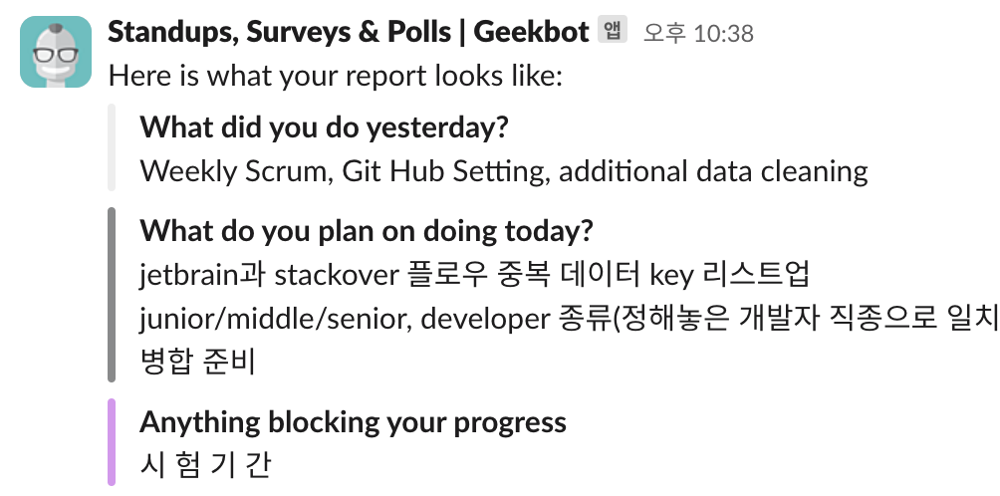 Standups, Surveys & Polls | Geekbot 앱 오후 10:38
Here is what your report looks like:
What did you do yesterday?
Weekly Scrum, Git Hub Setting, additional data cleaning
What do you plan on doing today?
jetbrain과 stackover 플로우 중복 데이터 key 리스트업
junior/middle/senior, developer 종류(정해놓은 개발자 직종으로 일치
병합 준비
Anything blocking your progress
시 험 기 간